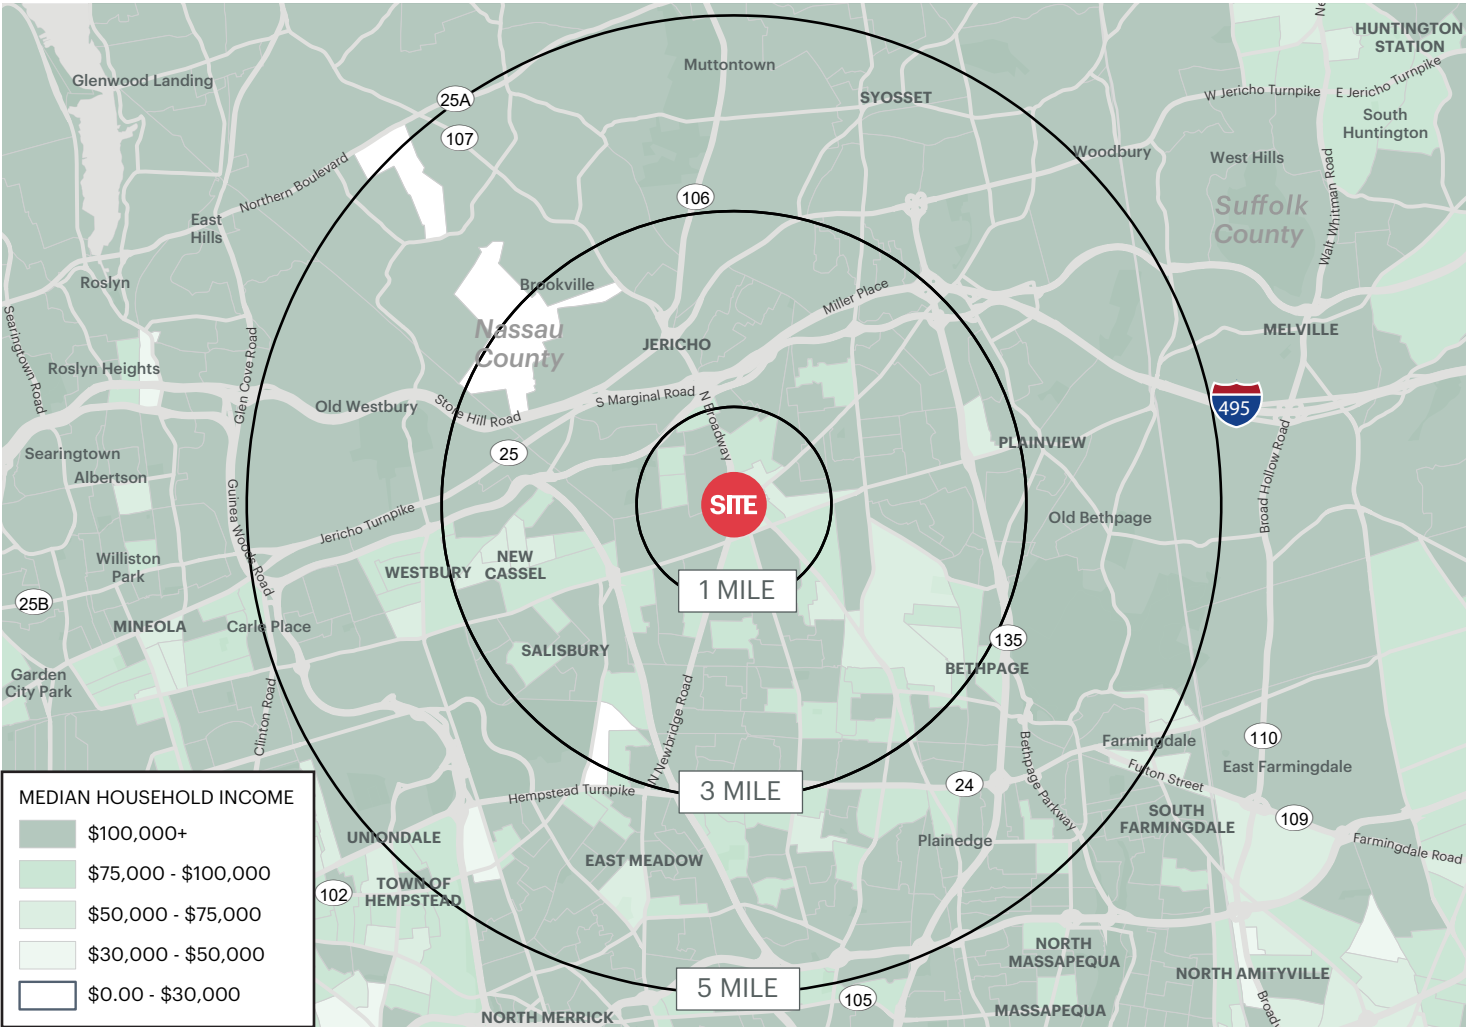 Ne
HUNTINGTON
STATION
Muttontown
Glenwood Landing
SYOSSET
25A
W Jericho Turnpike
E Jericho Turnpike
South
Huntington
107
Woodbury
West Hills
Northern Boulevard
106
Walt Whitman Road
Suffolk
County
East
Hills
Roslyn
Brookville
Miller Place
Searingtown Road
Nassau
County
JERICHO
MELVILLE
Glen Cove Road
Roslyn Heights
Old Westbury
Store Hill Road
S Marginal Road
N Broadway
495
25
PLAINVIEW
Broad Hollow Road
Searingtown
Albertson
Guinea Woods Road
SITE
Jericho Turnpike
Old Bethpage
Williston
Park
WESTBURY
NEW
CASSEL
1 MILE
25B
MINEOLA
Carle Place
135
SALISBURY
BETHPAGE
Garden
City Park
Clinton Road
N Newbridge Road
Bethpage Parkway
Farmingdale
110
East Farmingdale
Fulton Street
Hempstead Turnpike
3 MILE
24
SOUTH
FARMINGDALE
109
Farmingdale Road
Plainedge
UNIONDALE
EAST MEADOW
102
TOWN OF
HEMPSTEAD
NORTH
MASSAPEQUA
NORTH AMITYVILLE
5 MILE
105
MASSAPEQUA
Broadw
NORTH MERRICK
MEDIAN HOUSEHOLD INCOME
$100,000+
$75,000 - $100,000
$50,000 - $75,000
$30,000 - $50,000
$0.00 - $30,000